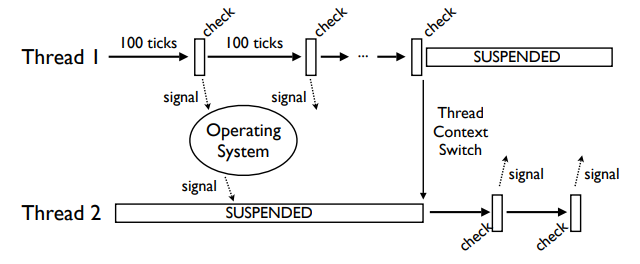 check
check
check
Thread 1
100 ticks
100 ticks
...
SUSPENDED
signal
signal
Operating
System
Thread
Context
Switch
signal
signal
signal
Thread 2
SUSPENDED
check
check